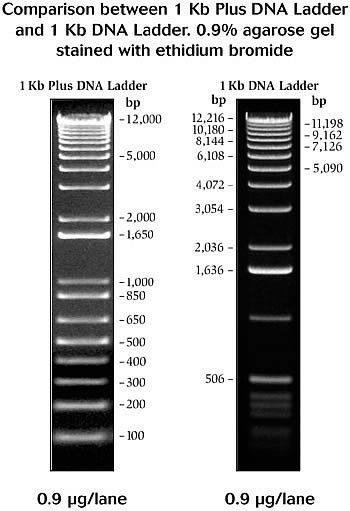 Comparison between 1 Kb Plus DNA Ladder
and 1 Kb DNA Ladder. 0.9% agarose gel
stained with ethidium bromide
1 Kb Plus DNA Ladder
bp
-12,000
-5,000
-2,000
-1,650
-1,000
-850
-650
-500
-400
-300
-200
-100
0.9 µg/lane
1 Kb DNA Ladder
bp bp
12,216 –
-11,198
10,180 –
-9,162
8,144 –
-7,126
6,108 –
-5,090
4,072 –
3,054 –
2,036 –
1,636 –
506 –
0.9 µg/lane